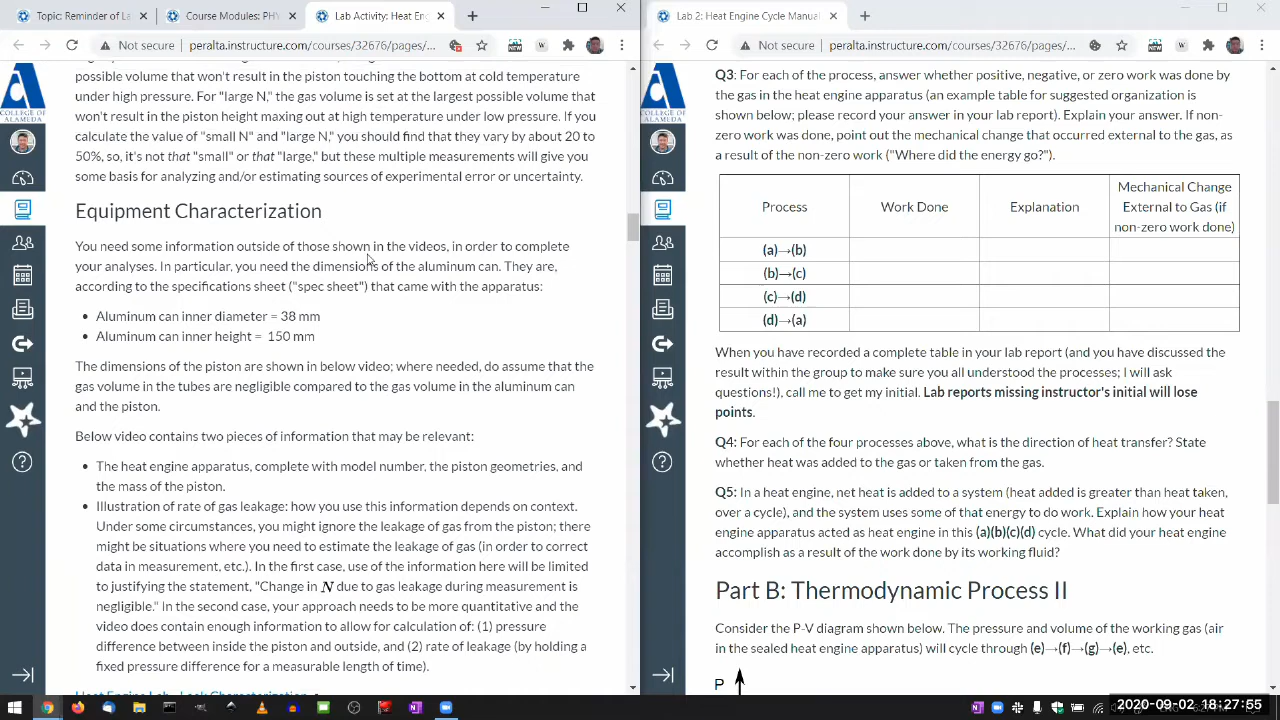 Topic: Reminder of La
Course Modules: PHY
Lab Activity: Heat Eng
Lab 2: Heat Engine Cycle Manua
Not secure
peralta.instructure.com/courses/32676/pages/...
Not secure
peralta.instructure.com/courses/32676/pages/...
COLLEGE OF
ALAMEDA
possible volume that won't result in the piston touching the bottom at cold temperature
under high pressure. For "large N," the gas volume is set at the largest possible volume that
won't result in the piston height maxing out at high temperature under low pressure. If you
calculate the value of "small N" and "large N," you should find that they vary by about 20 to
50%, so, it's not that "small" or that "large," but these multiple measurements will give you
some basis for analyzing and/or estimating sources of experimental error or uncertainty.
Equipment Characterization
You need some information outside of those shown in the videos, in order to complete
your analyses. In particular, you need the dimensions of the aluminum can. They are,
according to the specifications sheet ("spec sheet") that came with the apparatus:
Aluminum can inner diameter = 38 mm
Aluminum can inner height = 150 mm
The dimensions of the piston are shown in below video; where needed, do assume that the
gas volume in the tubes are negligible compared to the gas volume in the aluminum can
and the piston.
Below video contains two pieces of information that may be relevant:
The heat engine apparatus, complete with model number, the piston geometries, and
the mass of the piston.
Illustration of rate of gas leakage: how you use this information depends on context.
Under some circumstances, you might ignore the leakage of gas from the piston; there
might be situations where you need to estimate the leakage of gas (in order to correct
data in measurement, etc.). In the first case, use of the information here will be limited
to justifying the statement, "Change in N due to gas leakage during measurement is
negligible." In the second case, your approach needs to be more quantitative and the
video does contain enough information to allow for calculation of: (1) pressure
difference between inside the piston and outside, and (2) rate of leakage (by holding a
fixed pressure difference for a measurable length of time).
Heat Engine Lab - Leak Characterization
COLLEGE OF
ALAMEDA
Q3: For each of the process, answer whether positive, negative, or zero work was done by
the gas in the heat engine apparatus (an example table for suggested organization is
shown below; please record your answer in your lab report). Explain your answer. If non-
zero work was done, point out the mechanical change that occurred external to the gas, as
a result of the non-zero work ("Where did the energy go?").
Process
Work Done
Explanation
Mechanical Change
External to Gas (if
non-zero work done)
(a)→(b)
(b)→(c)
(c)→(d)
(d)→(a)
When you have recorded a complete table in your lab report (and you have discussed the
result within the group to make sure you all understood the processes; I will ask
questions!), call me to get my initial. Lab reports missing instructor's initial will lose
points.
Q4: For each of the four processes above, what is the direction of heat transfer? State
whether heat was added to the gas or taken from the gas.
Q5: In a heat engine, net heat is added to a system (heat added is greater than heat taken,
over a cycle), and the system uses some of that energy to do work. Explain how your heat
engine apparatus acted as heat engine in this (a)(b)(c)(d) cycle. What did your heat engine
accomplish as a result of the work done by its working fluid?
Part B: Thermodynamic Process II
Consider the P-V diagram shown below. The pressure and volume of the working gas (air
in the sealed heat engine apparatus) will cycle through (e)→(f)→(g)→(e), etc.
P
2020-09-02 18:27:55